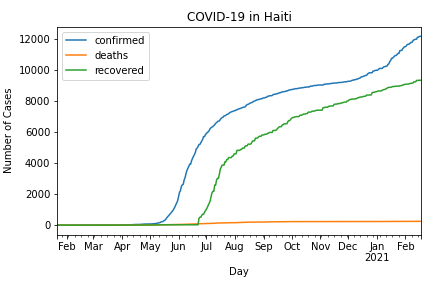 COVID-19 in Haiti
confirmed
deaths
recovered
Number of Cases
12000
10000
8000
6000
4000
2000
0
Feb Mar Apr May Jun Jul Aug Sep Oct Nov Dec Jan Feb
2021
Day